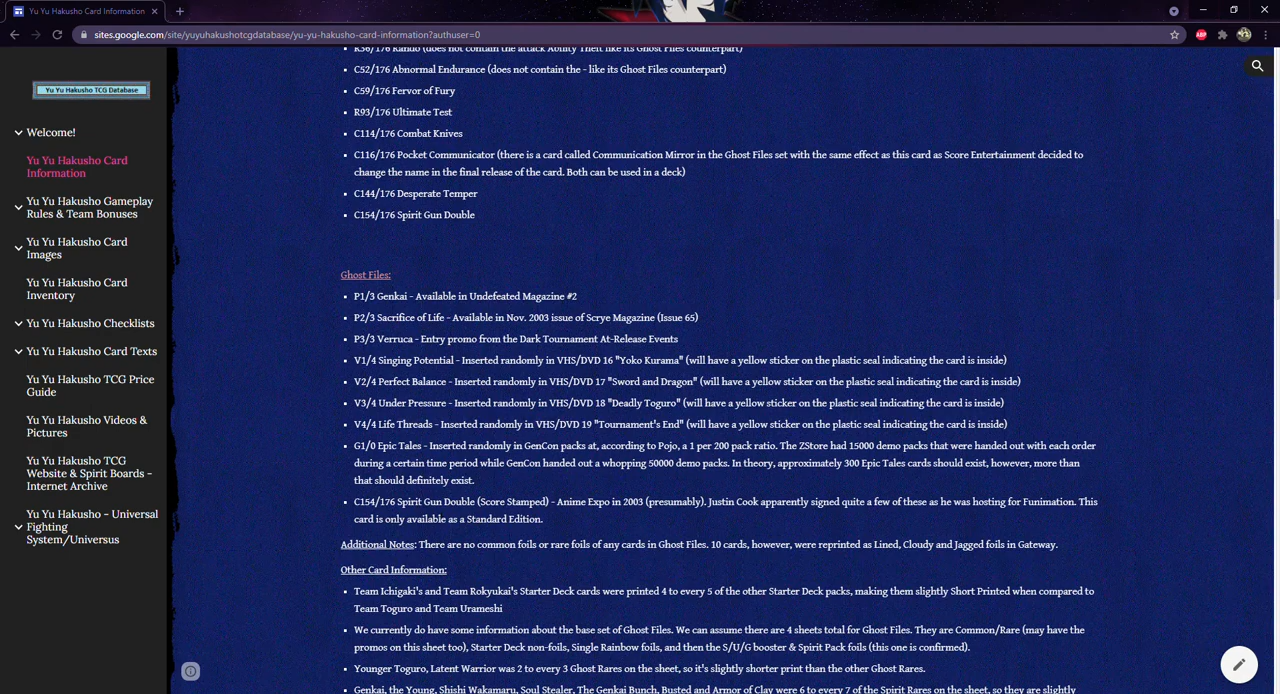 Yu Yu Hakusho Card Information
sites.google.com/site/yuyuhakushotcgdatabase/yu-yu-hakusho-card-information?authuser=0
ABP
Yu Yu Hakusho TCG Database
Welcome!
Yu Yu Hakusho Card
Information
Yu Yu Hakusho Gameplay
Rules & Team Bonuses
Yu Yu Hakusho Card
Images
Yu Yu Hakusho Card
Inventory
Yu Yu Hakusho Checklists
Yu Yu Hakusho Card Texts
Yu Yu Hakusho TCG Price
Guide
Yu Yu Hakusho Videos &
Pictures
Yu Yu Hakusho TCG
Website & Spirit Boards -
Internet Archive
Yu Yu Hakusho - Universal
Fighting
System/Universus
R36/176 Rando (does not contain the attack Ability Theft like its Ghost Files counterpart)
C52/176 Abnormal Endurance (does not contain the - like its Ghost Files counterpart)
C59/176 Fervor of Fury
R93/176 Ultimate Test
C114/176 Combat Knives
C116/176 Pocket Communicator (there is a card called Communication Mirror in the Ghost Files set with the same effect as this card as Score Entertainment decided to
change the name in the final release of the card. Both can be used in a deck)
C144/176 Desperate Temper
C154/176 Spirit Gun Double
Ghost Files:
P1/3 Genkai - Available in Undefeated Magazine #2
P2/3 Sacrifice of Life - Available in Nov. 2003 issue of Scrye Magazine (Issue 65)
P3/3 Verruca - Entry promo from the Dark Tournament At-Release Events
V1/4 Singing Potential - Inserted randomly in VHS/DVD 16 "Yoko Kurama" (will have a yellow sticker on the plastic seal indicating the card is inside)
V2/4 Perfect Balance - Inserted randomly in VHS/DVD 17 "Sword and Dragon" (will have a yellow sticker on the plastic seal indicating the card is inside)
V3/4 Under Pressure - Inserted randomly in VHS/DVD 18 "Deadly Toguro" (will have a yellow sticker on the plastic seal indicating the card is inside)
V4/4 Life Threads - Inserted randomly in VHS/DVD 19 "Tournament's End" (will have a yellow sticker on the plastic seal indicating the card is inside)
G1/0 Epic Tales - Inserted randomly in GenCon packs at, according to Pojo, a 1 per 200 pack ratio. The ZStore had 15000 demo packs that were handed out with each order
during a certain time period while GenCon handed out a whopping 50000 demo packs. In theory, approximately 300 Epic Tales cards should exist, however, more than
that should definitely exist.
C154/176 Spirit Gun Double (Score Stamped) - Anime Expo in 2003 (presumably). Justin Cook apparently signed quite a few of these as he was hosting for Funimation. This
card is only available as a Standard Edition.
Additional Notes: There are no common foils or rare foils of any cards in Ghost Files. 10 cards, however, were reprinted as Lined, Cloudy and Jagged foils in Gateway.
Other Card Information:
Team Ichigaki's and Team Rokyukai's Starter Deck cards were printed 4 to every 5 of the other Starter Deck packs, making them slightly Short Printed when compared to
Team Toguro and Team Urameshi
We currently do have some information about the base set of Ghost Files. We can assume there are 4 sheets total for Ghost Files. They are Common/Rare (may have the
promos on this sheet too), Starter Deck non-foils, Single Rainbow foils, and then the S/U/G booster & Spirit Pack foils (this one is confirmed).
Younger Toguro, Latent Warrior was 2 to every 3 Ghost Rares on the sheet, so it's slightly shorter print than the other Ghost Rares.
Genkai, the Young, Shishi Wakamaru, Soul Stealer, The Genkai Bunch, Busted and Armor of Clay were 6 to every 7 of the Spirit Rares on the sheet, so they are slightly